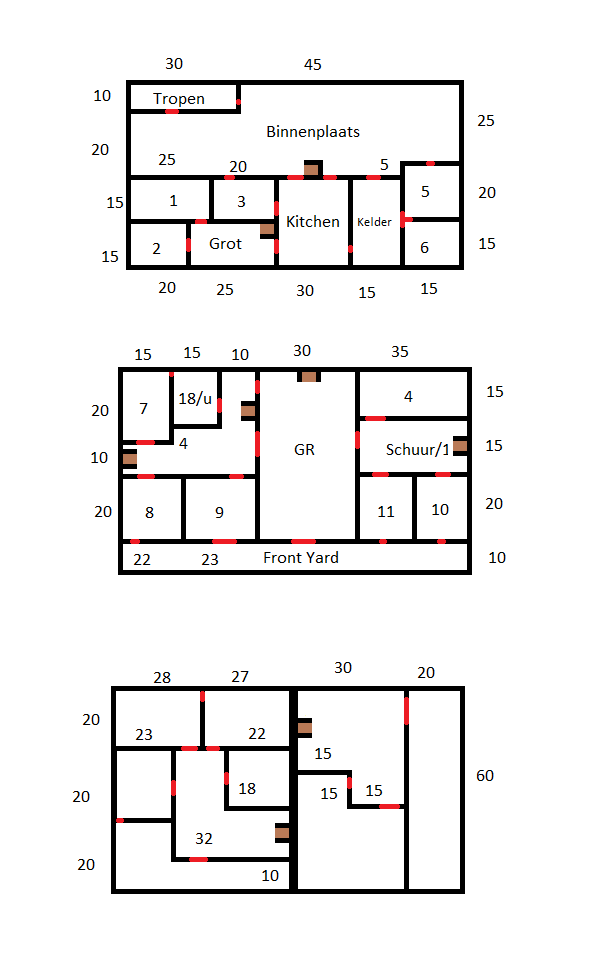 30 45
10 Tropen
Binnenplaats 25
20
25 20 5
15 1 3 5 20
Kitchen Kelder
15 2 Grot 6 15
20 25 30 15 15
15 15 10 30 35
20 7 18/u 4 15
4 GR Schuur/1 15
10
20 8 9 11 10 20
22 23 Front Yard 10
28 27 30 20
20 23 22
15
20 18 15 15 60
32
20 10